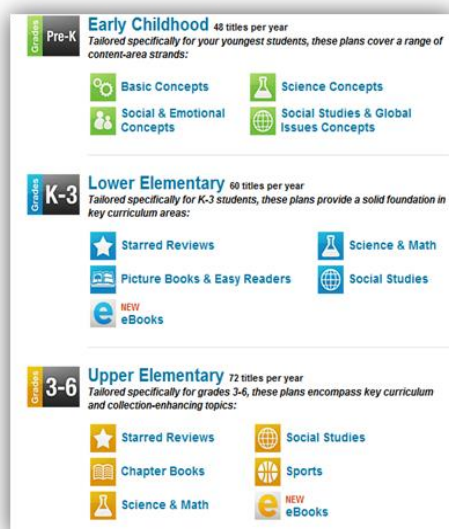 Grades Pre-K
Early Childhood 48 titles per year
Tailored specifically for your youngest students, these plans cover a range of
content-area strands:
Basic Concepts
Science Concepts
Social & Emotional
Concepts
Social Studies & Global
Issues Concepts
Grades K-3
Lower Elementary 60 titles per year
Tailored specifically for K-3 students, these plans provide a solid foundation in
key curriculum areas:
Starred Reviews
Science & Math
Picture Books & Easy Readers
Social Studies
e NEW
eBooks
Grades 3-6
Upper Elementary 72 titles per year
Tailored specifically for grades 3-6, these plans encompass key curriculum
and collection-enhancing topics:
Starred Reviews
Social Studies
Chapter Books
Sports
Science & Math
e NEW
eBooks